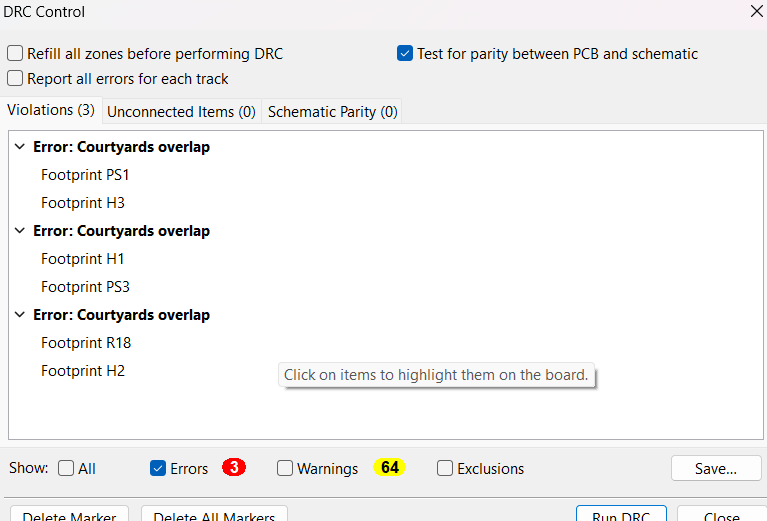 DRC Control
Refill all zones before performing DRC
Test for parity between PCB and schematic
Report all errors for each track
Violations (3) Unconnected Items (0) Schematic Parity (0)
Error: Courtyards overlap
Footprint PS1
Footprint H3
Error: Courtyards overlap
Footprint H1
Footprint PS3
Error: Courtyards overlap
Footprint R18
Footprint H2
Click on items to highlight them on the board.
Show: All Errors 3 Warnings 64 Exclusions Save...
Delete Marker Delete All Markers Run DRC Close